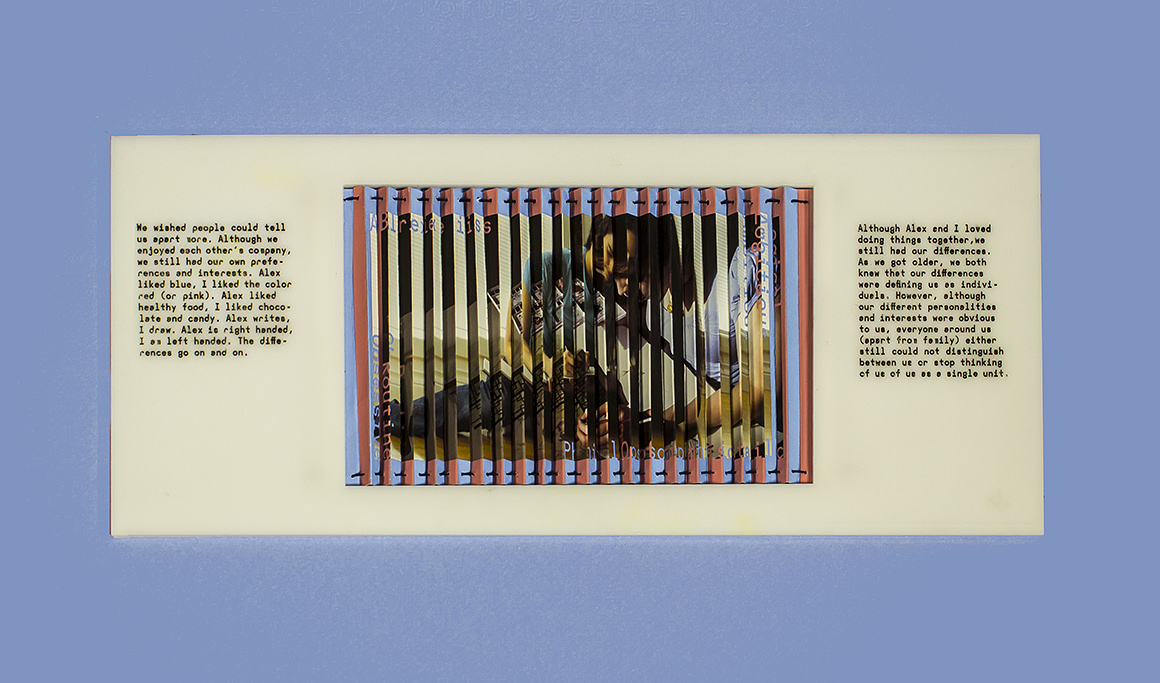 We wished people could tell
us apart more. Although we
enjoyed each other's company,
we still had our own prefe-
rences and interests. Alex
liked blue, I liked the color
red (or pink). Alex liked
healthy food, I liked choco-
late and candy. Alex writes,
I draw. Alex is right handed,
I am left handed. The diffe-
rences go on and on.
Although Alex and I loved
doing things together,we
still had our differences.
As we got older, we both
knew that our differences
were defining us as indivi-
duals. However, although
our different personalities
and interests were obvious
to us, everyone around us
(apart from family) either
still could not distinguish
between us or stop thinking
of us of us as a single unit.